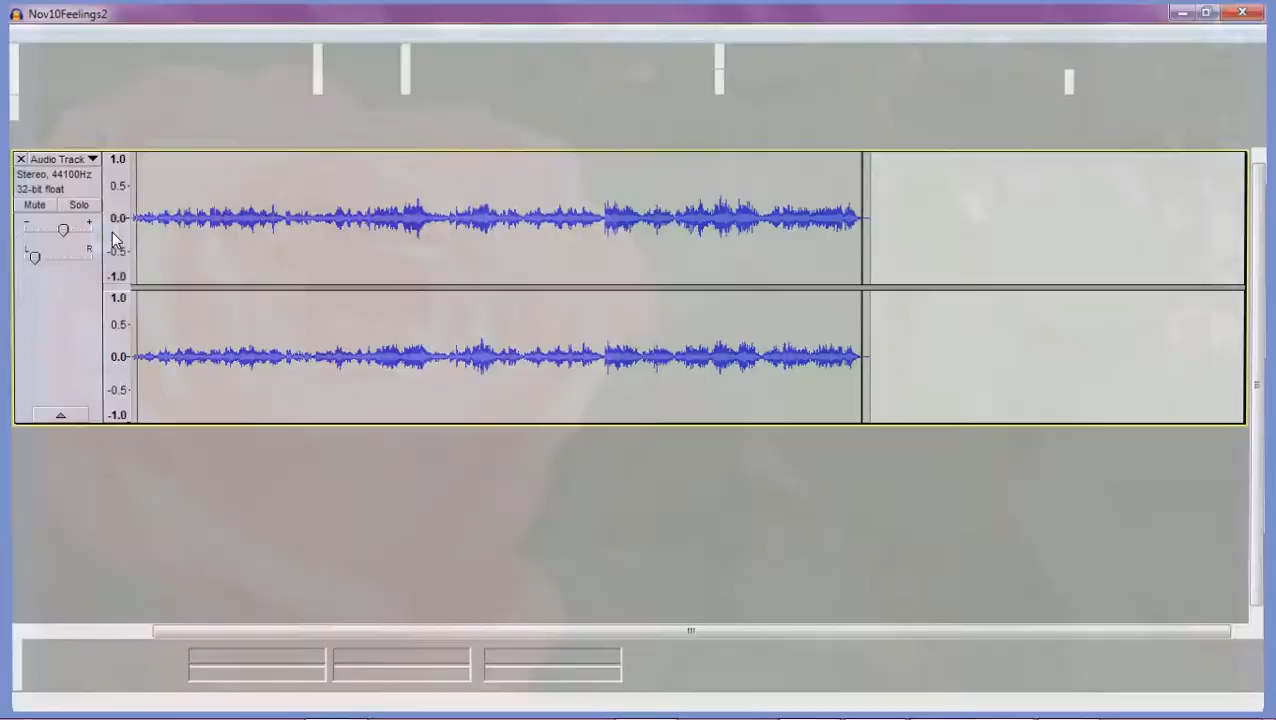 Nov10Feelings2
Audio Track
Stereo, 44100Hz
32-bit float
Mute Solo
- +
L R
1.0
0.5
0.0
-0.5
-1.0
1.0
0.5
0.0
-0.5
-1.0